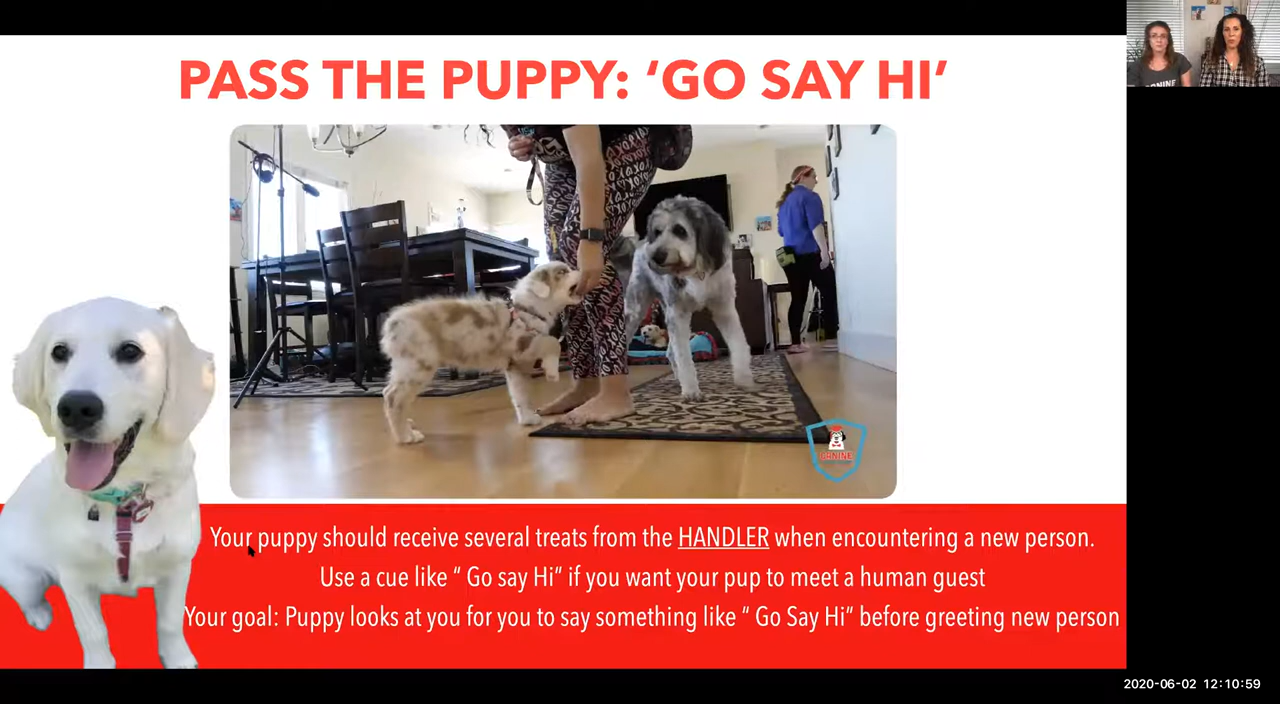 PASS THE PUPPY: ‘GO SAY HI’
Your puppy should receive several treats from the HANDLER when encountering a new person.
Use a cue like “ Go say Hi” if you want your pup to meet a human guest
Your goal: Puppy looks at you for you to say something like “ Go Say Hi” before greeting new person
2020-06-02 12:10:59